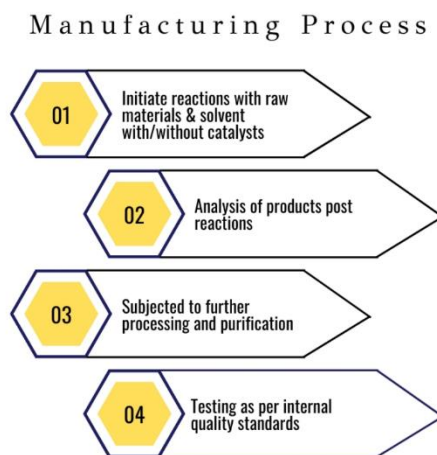 Manufacturing Process
01
Initiate reactions with raw
materials & solvent
with/without catalysts
02
Analysis of products post
reactions
03
Subjected to further
processing and purification
04
Testing as per internal
quality standards